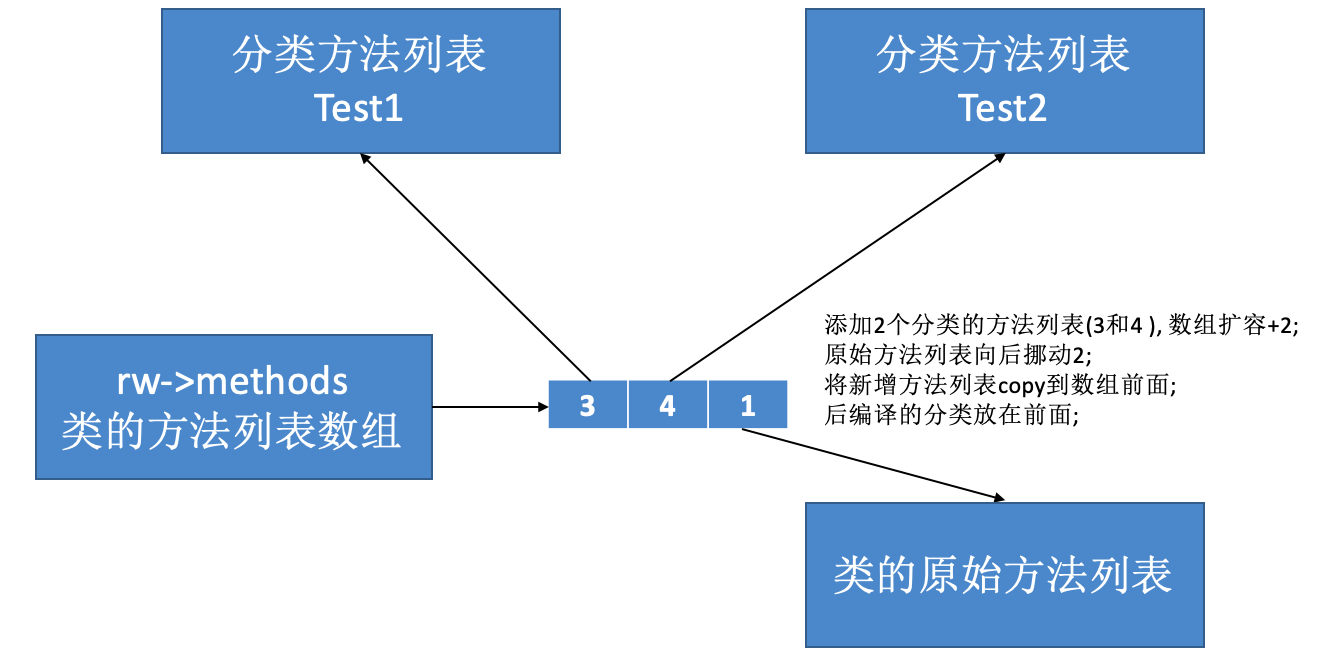 分类方法列表
Test1
分类方法列表
Test2
rw->methods
类的方法列表数组
3 4 1
添加2个分类的方法列表(3和4 ), 数组扩容+2;
原始方法列表向后挪动2;
将新增方法列表copy到数组前面;
后编译的分类放在前面;
类的原始方法列表